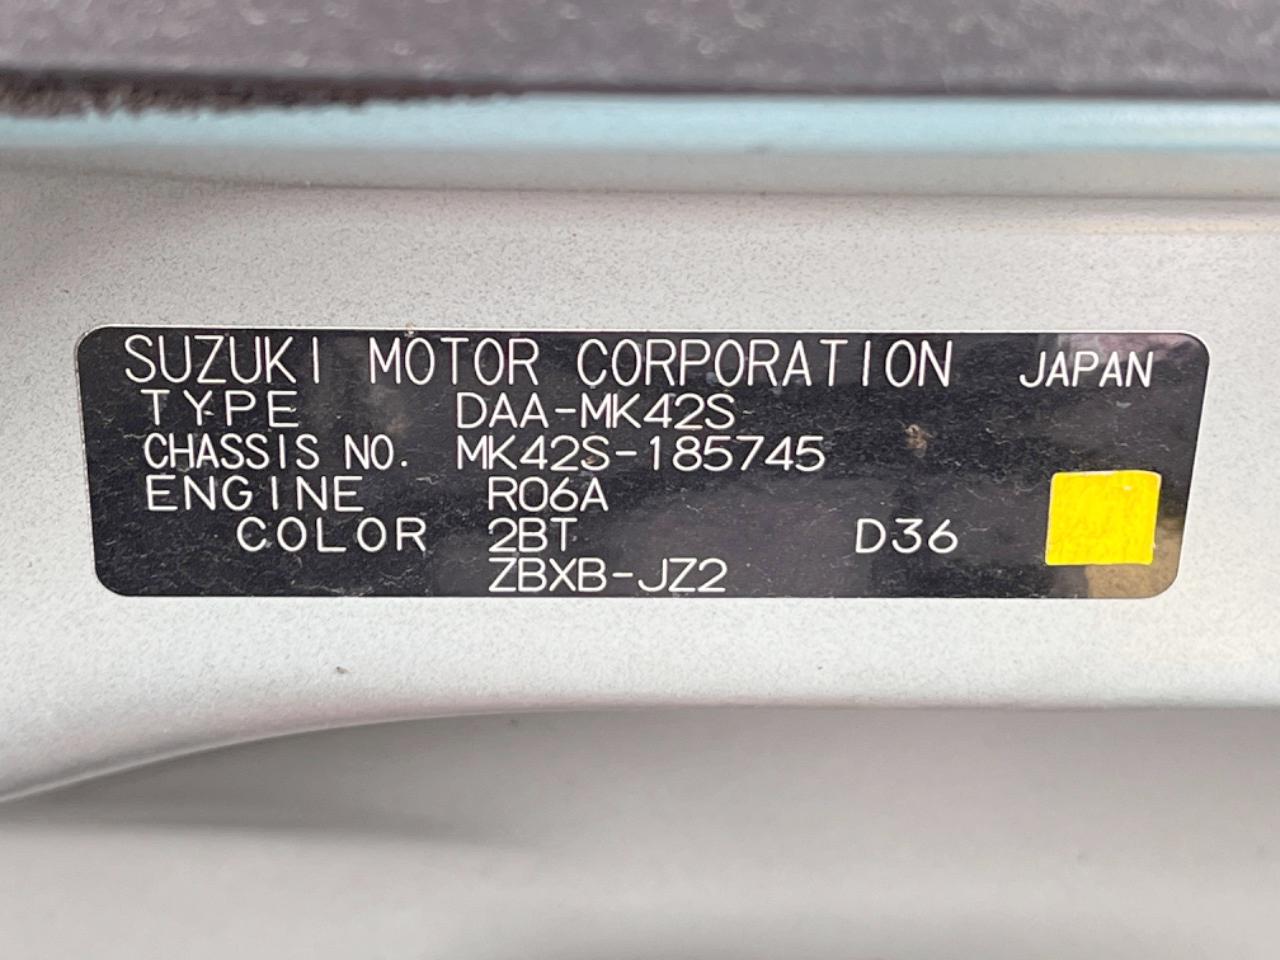 SUZUKI MOTOR CORPORATION JAPAN
TYPE DAA-MK42S
CHASSIS NO. MK42S-185745
ENGINE R06A
COLOR 2BT D36
ZBXB-JZ2